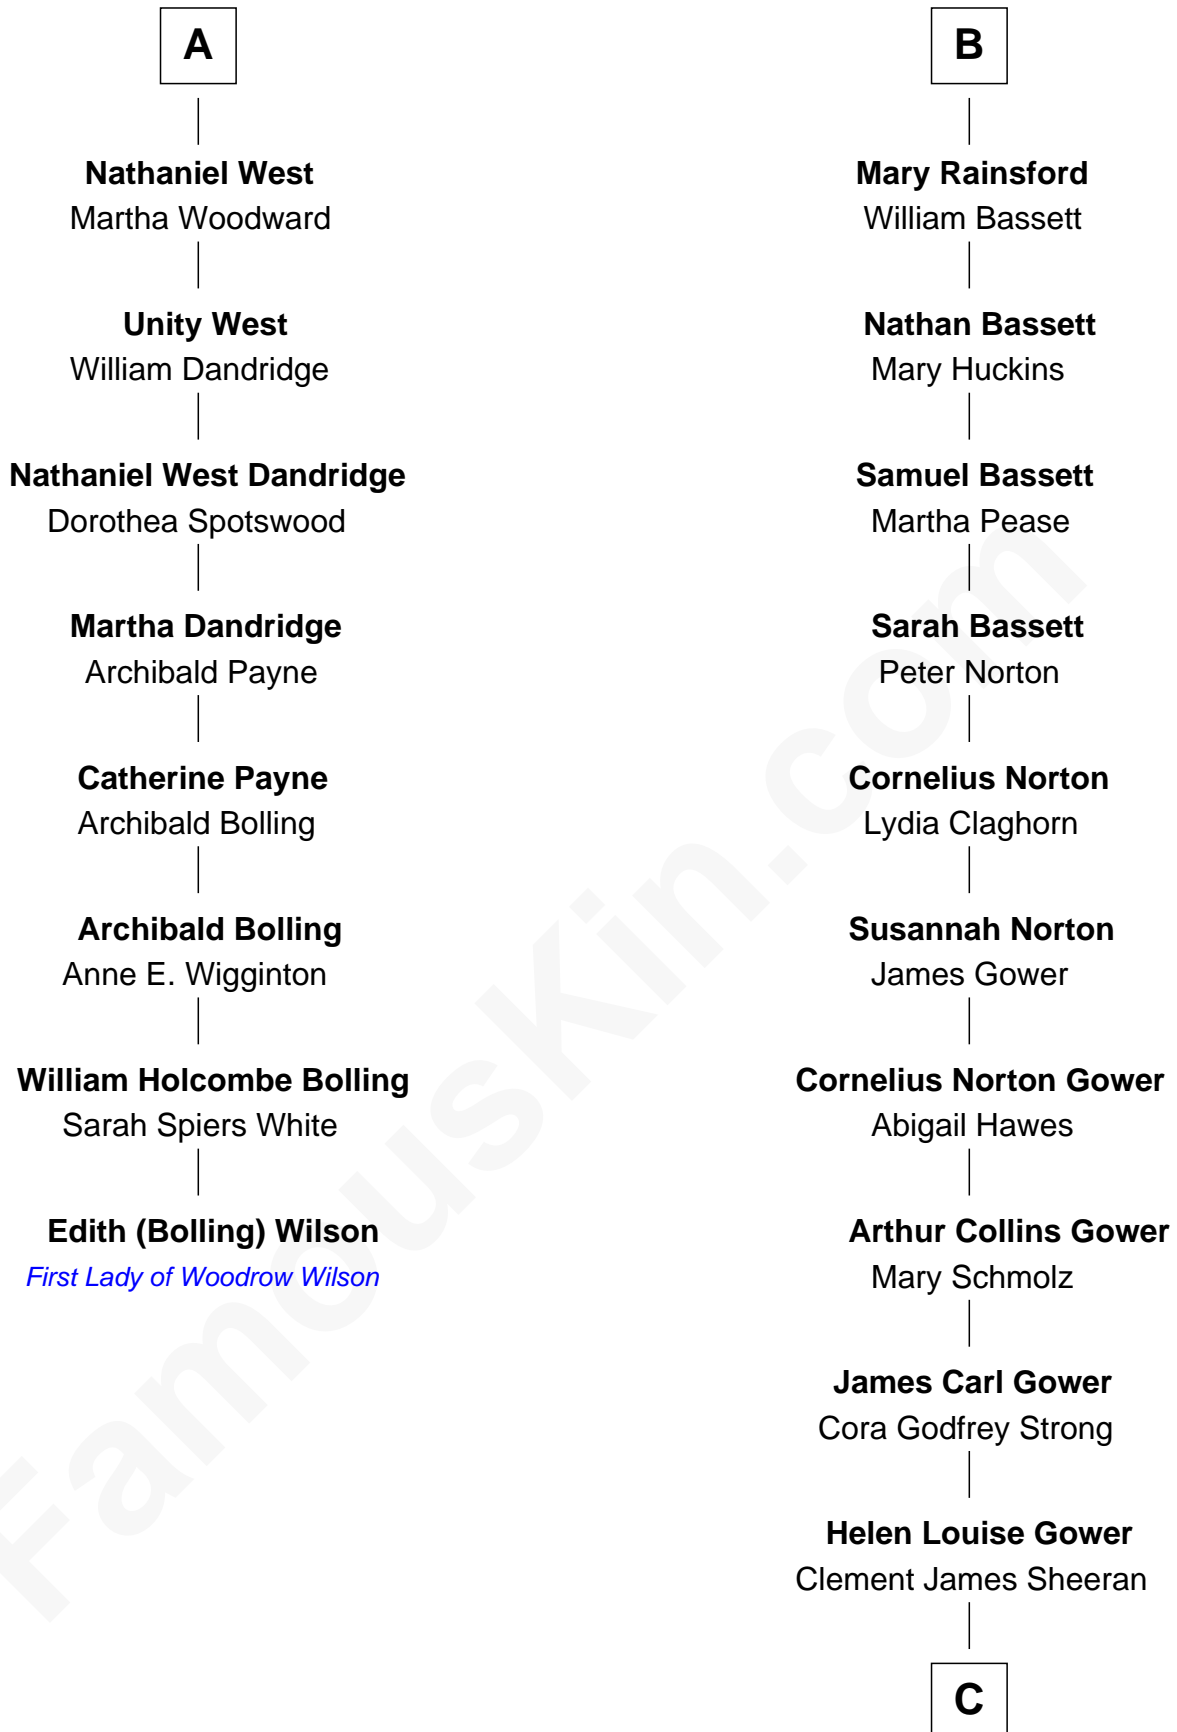 A
Nathaniel West
Martha Woodward
Unity West
William Dandridge
Nathaniel West Dandridge
Dorothea Spotswood
Martha Dandridge
Archibald Payne
Catherine Payne
Archibald Bolling
Archibald Bolling
Anne E. Wigginton
William Holcombe Bolling
Sarah Spiers White
Edith (Bolling) Wilson
First Lady of Woodrow Wilson
B
Mary Rainsford
William Bassett
Nathan Bassett
Mary Huckins
Samuel Bassett
Martha Pease
Sarah Bassett
Peter Norton
Cornelius Norton
Lydia Claghorn
Susannah Norton
James Gower
Cornelius Norton Gower
Abigail Hawes
Arthur Collins Gower
Mary Schmolz
James Carl Gower
Cora Godfrey Strong
Helen Louise Gower
Clement James Sheeran
C
FamousKin.com